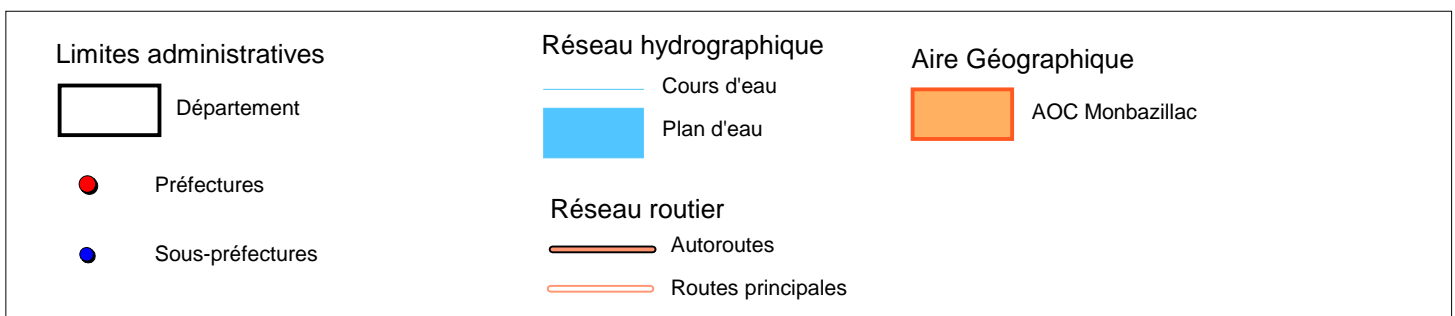 Limites administratives
Département
Préfectures
Sous-préfectures
Réseau hydrographique
Cours d'eau
Plan d'eau
Réseau routier
Autoroutes
Routes principales
Aire Géographique
AOC Monbazillac